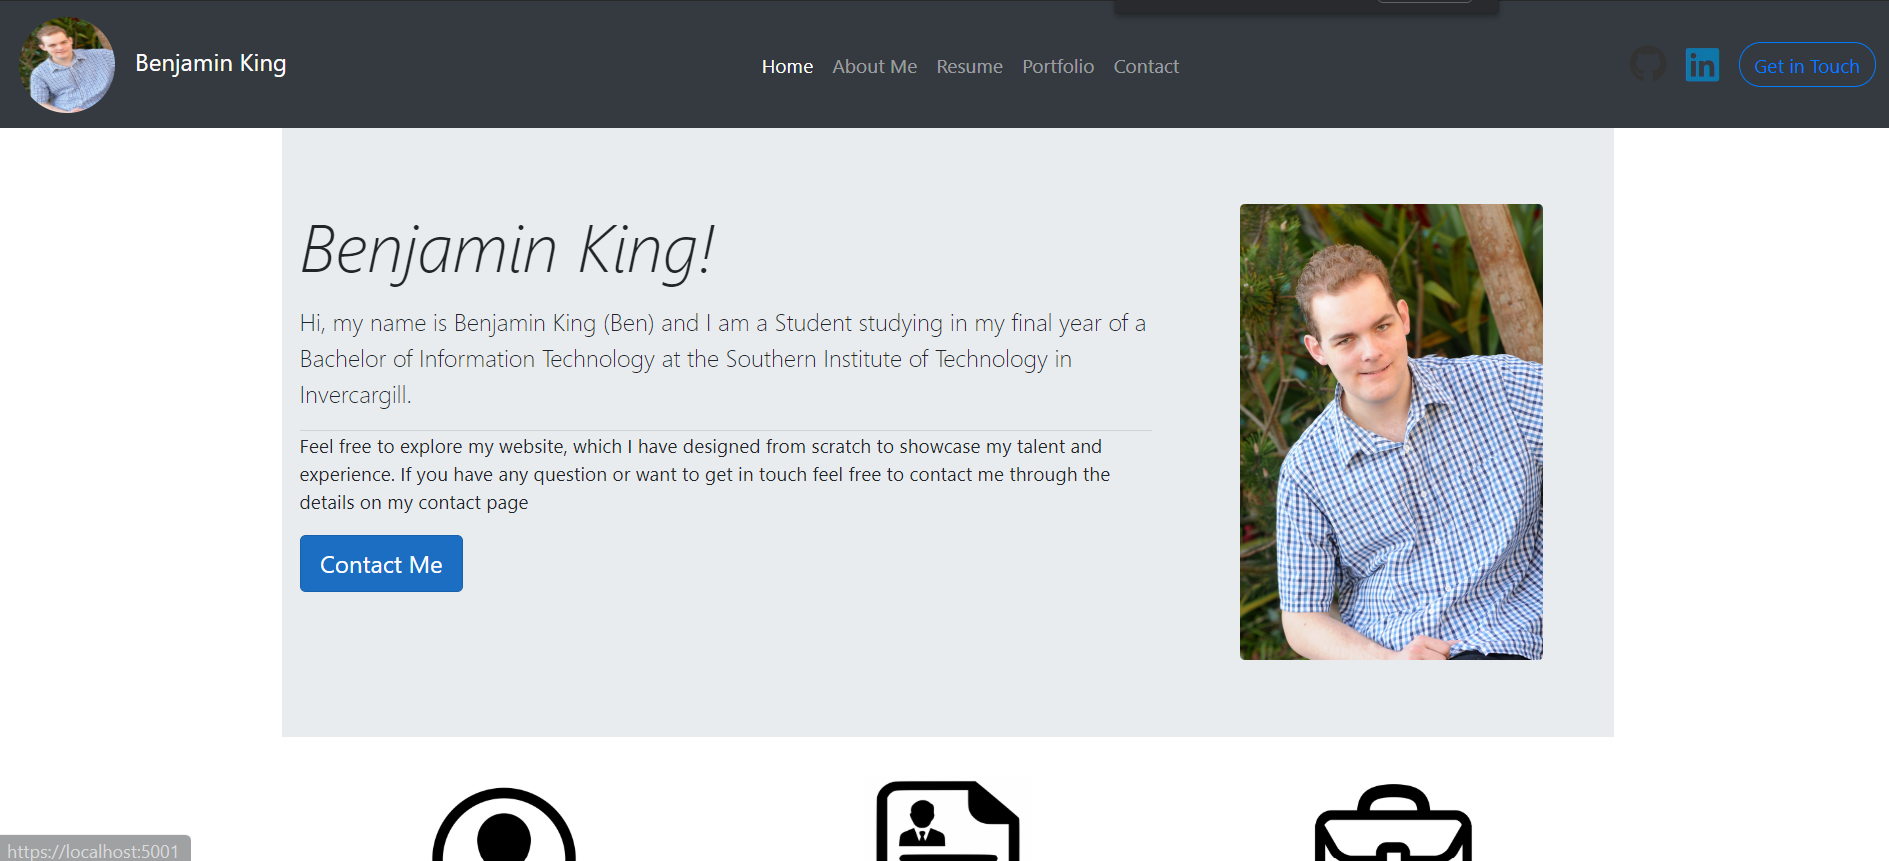 Benjamin King
Home About Me Resume Portfolio Contact
in
Get in Touch
Benjamin King!
Hi, my name is Benjamin King (Ben) and I am a Student studying in my final year of a
Bachelor of Information Technology at the Southern Institute of Technology in
Invercargill.
Feel free to explore my website, which I have designed from scratch to showcase my talent and
experience. If you have any question or want to get in touch feel free to contact me through the
details on my contact page
Contact Me
https://localhost:5001